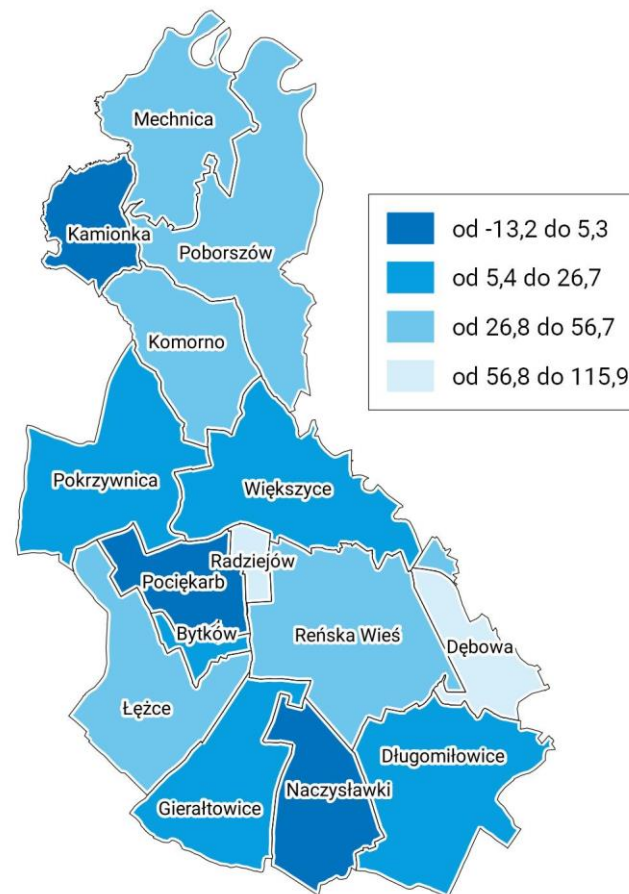 Mechnica
Kamionka
Poborszów
Komorno
Pokrzywnica
Większyce
Radziejów
Pociękarb
Bytków
Reńska Wieś
Dębowa
Łężce
Długomiłowice
Naczysławki
Gierałtowice
od -13,2 do 5,3
od 5,4 do 26,7
od 26,8 do 56,7
od 56,8 do 115,9